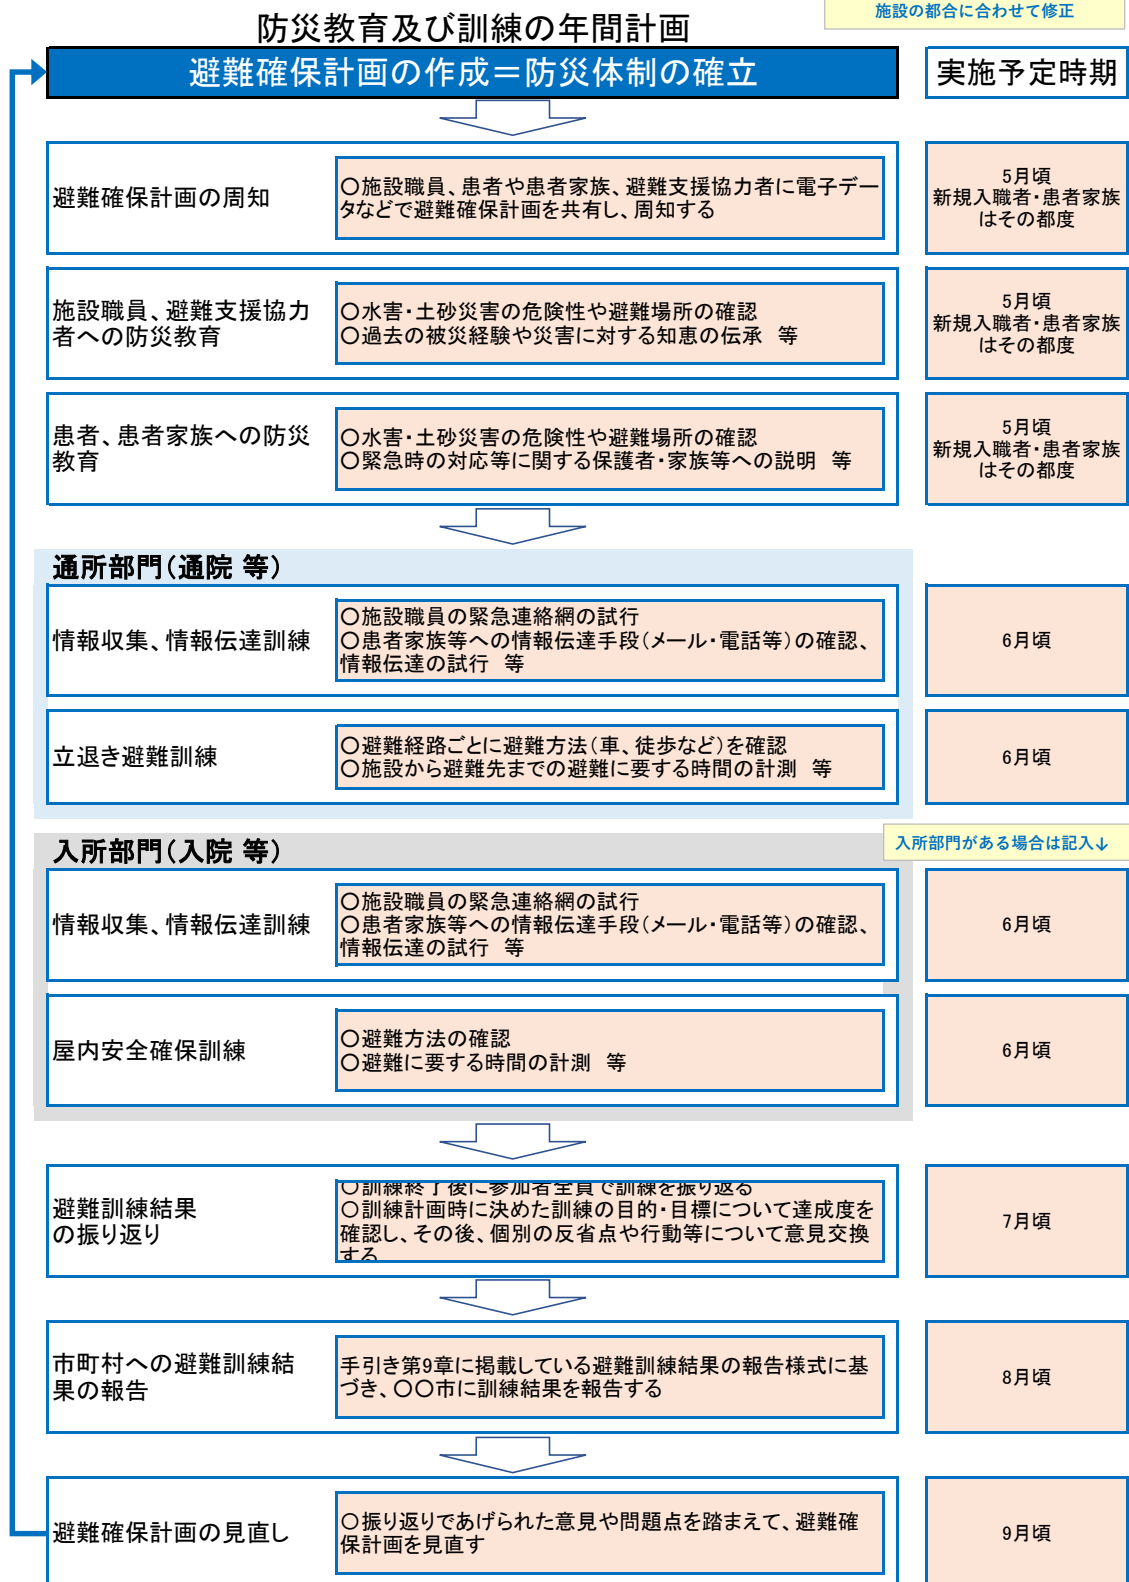 施設の都合に合わせて修正
防災教育及び訓練の年間計画
避難確保計画の作成＝防災体制の確立
実施予定時期
避難確保計画の周知
○施設職員、患者や患者家族、避難支援協力者に電子デー
タなどで避難確保計画を共有し、周知する
5月頃
新規入職者・患者家族
はその都度
施設職員、避難支援協力
者への防災教育
○水害・土砂災害の危険性や避難場所の確認
○過去の被災経験や災害に対する知恵の伝承　等
5月頃
新規入職者・患者家族
はその都度
患者、患者家族への防災
教育
○水害・土砂災害の危険性や避難場所の確認
○緊急時の対応等に関する保護者・家族等への説明　等
5月頃
新規入職者・患者家族
はその都度
通所部門（通院 等）
情報収集、情報伝達訓練
○施設職員の緊急連絡網の試行
○患者家族等への情報伝達手段（メール・電話等）の確認、
情報伝達の試行　等
6月頃
立退き避難訓練
○避難経路ごとに避難方法（車、徒歩など）を確認
○施設から避難先までの避難に要する時間の計測　等
6月頃
入所部門（入院 等）
入所部門がある場合は記入↓
情報収集、情報伝達訓練
○施設職員の緊急連絡網の試行
○患者家族等への情報伝達手段（メール・電話等）の確認、
情報伝達の試行　等
6月頃
屋内安全確保訓練
○避難方法の確認
○避難に要する時間の計測　等
6月頃
避難訓練結果
の振り返り
○訓練終了後に参加者全員で訓練を振り返る
○訓練計画時に決めた訓練の目的・目標について達成度を
確認し、その後、個別の反省点や行動等について意見交換
する
7月頃
市町村への避難訓練結
果の報告
手引き第9章に掲載している避難訓練結果の報告様式に基
づき、○○市に訓練結果を報告する
8月頃
避難確保計画の見直し
○振り返りであげられた意見や問題点を踏まえて、避難確
保計画を見直す
9月頃